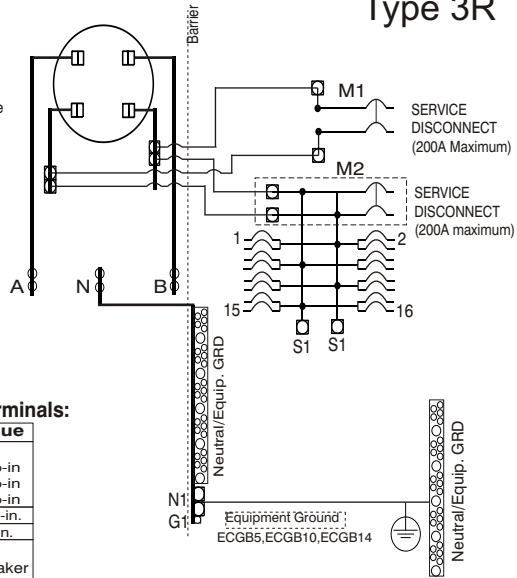 Type 3R
Barrier
e
M1
SERVICE
DISCONNECT
(200A Maximum)
M2
SERVICE
DISCONNECT
(200A maximum)
1
2
15
16
S1
S1
A
N
B
Neutral/Equip. GRD
rminals:
ue
o-in
o-in
o-in
-in.
n.
aker
N1
G1
Equipment Ground
ECGB5,ECGB10,ECGB14
Neutral/Equip. GRD